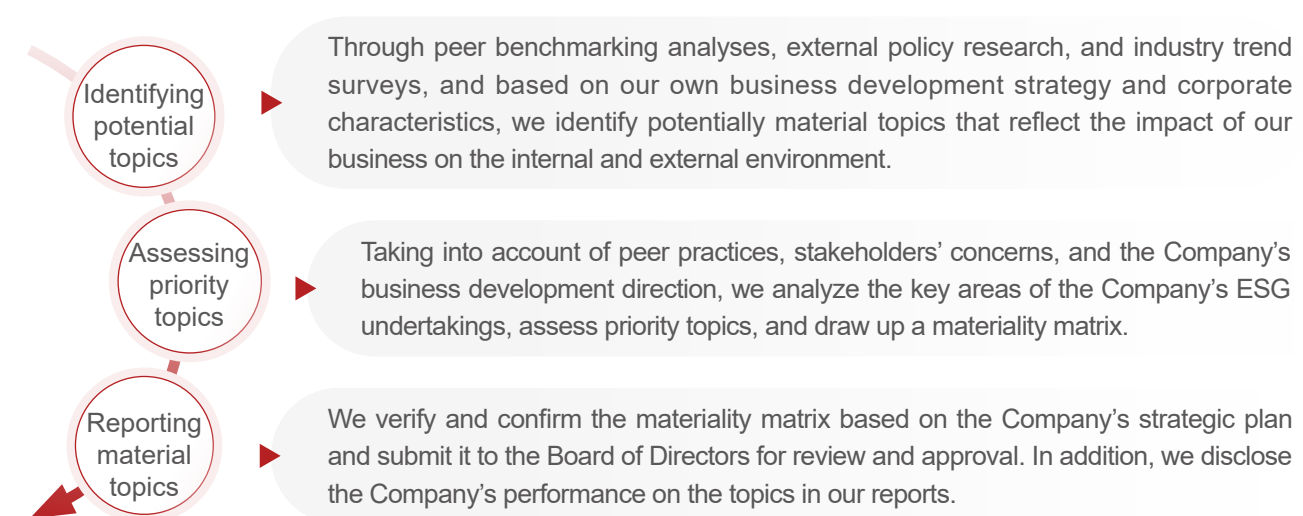 Identifying
potential
topics
Through peer benchmarking analyses, external policy research, and industry trend
surveys, and based on our own business development strategy and corporate
characteristics, we identify potentially material topics that reflect the impact of our
business on the internal and external environment.
Assessing
priority
topics
Taking into account of peer practices, stakeholders’ concerns, and the Company’s
business development direction, we analyze the key areas of the Company’s ESG
undertakings, assess priority topics, and draw up a materiality matrix.
Reporting
material
topics
We verify and confirm the materiality matrix based on the Company’s strategic plan
and submit it to the Board of Directors for review and approval. In addition, we disclose
the Company’s performance on the topics in our reports.